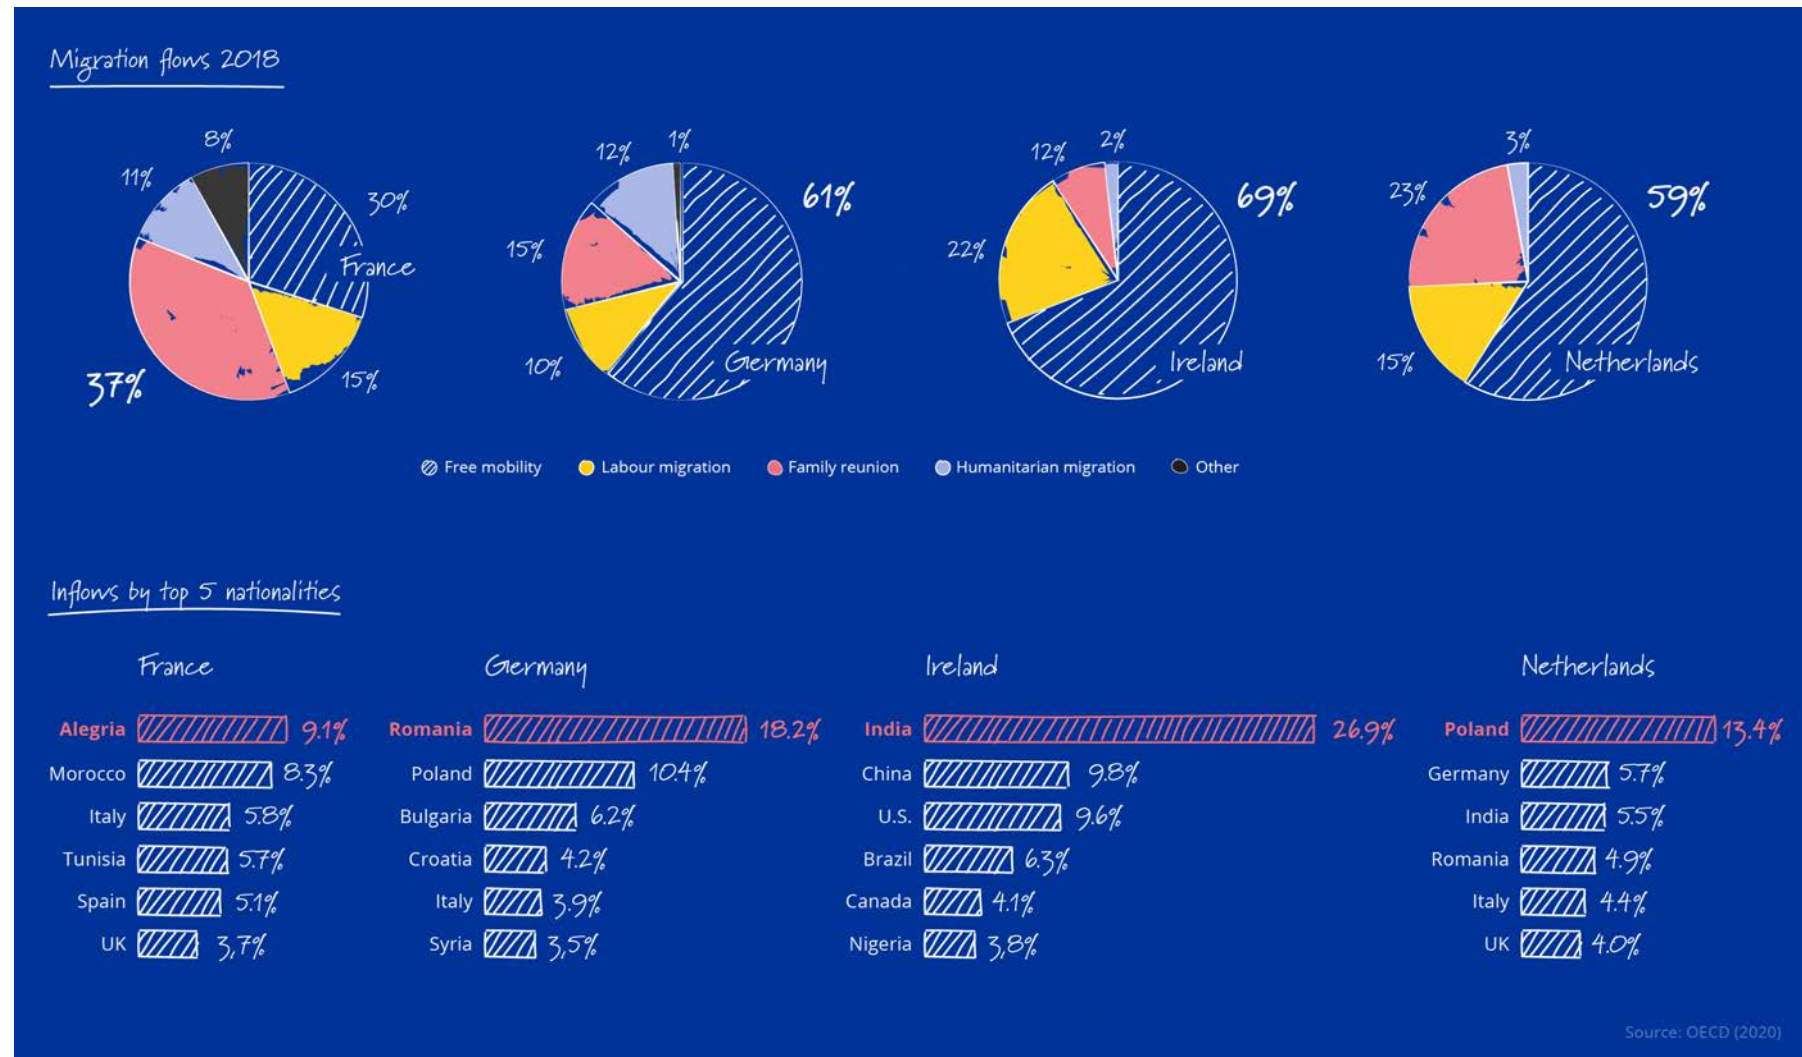 Migration flows 2018
8%
11%
30%
France
37%
15%
12%
1%
61%
15%
10%
Germany
12%
2%
69%
22%
Ireland
3%
23%
59%
15%
Netherlands
Free mobility Labour migration Family reunion Humanitarian migration Other
Inflows by top 5 nationalities
France
Alegria 9.1%
Morocco 8.3%
Italy 5.8%
Tunisia 5.7%
Spain 5.1%
UK 3,7%
Germany
Romania 18.2%
Poland 10.4%
Bulgaria 6.2%
Croatia 4.2%
Italy 3.9%
Syria 3,5%
Ireland
India 26.9%
China 9.8%
U.S. 9.6%
Brazil 6.3%
Canada 4.1%
Nigeria 3,8%
Netherlands
Poland 13.4%
Germany 5.7%
India 5.5%
Romania 4.9%
Italy 4.4%
UK 4.0%
Source: OECD (2020)